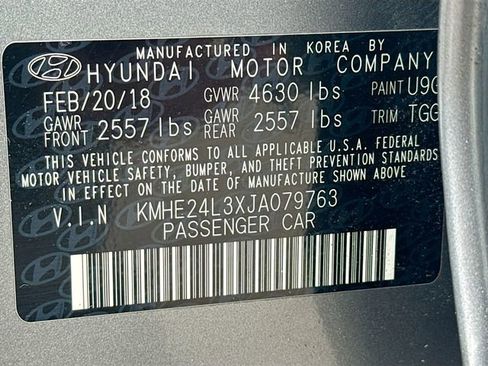 MANUFACTURED IN KOREA BY
HYUNDAI MOTOR COMPANY
FEB/20/18 GVWR 4630 lbs PAINT U9G
GAWR FRONT 2557 lbs GAWR REAR 2557 lbs TRIM TGG
THIS VEHICLE CONFORMS TO ALL APPLICABLE U.S.A. FEDERAL
MOTOR VEHICLE SAFETY, BUMPER, AND THEFT PREVENTION
STANDARDS IN EFFECT ON THE DATE OF MANUFACTURE SHOWN ABOVE.
V.I.N KMHE24L3XJA079763
PASSENGER CAR